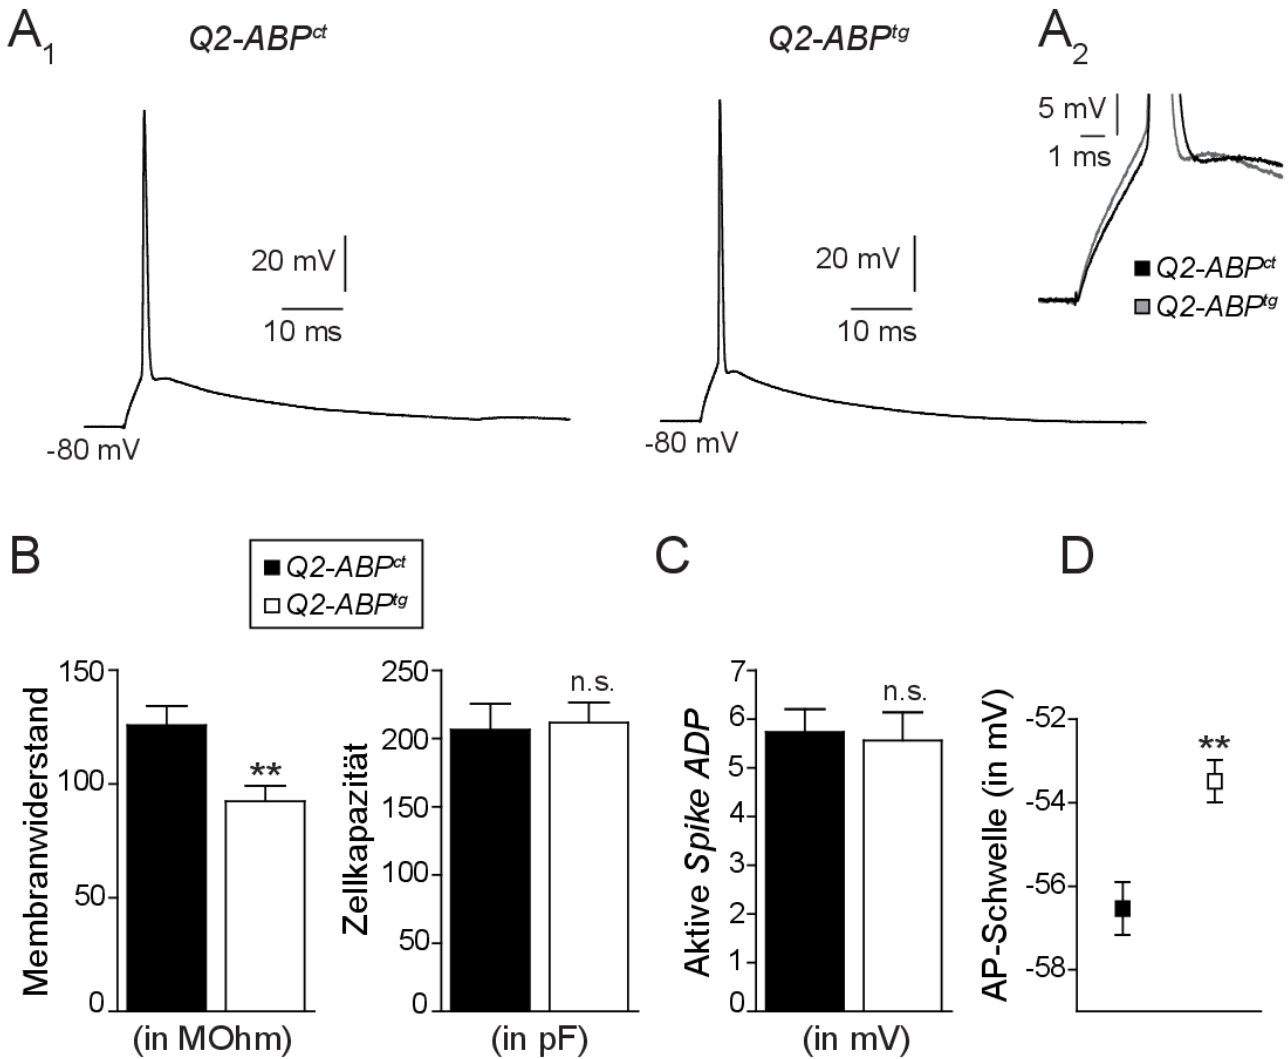 A1
Q2-ABPct
Q2-ABPtg
A2
20 mV
10 ms
-80 mV
20 mV
10 ms
-80 mV
5 mV
1 ms
Q2-ABPct
Q2-ABPtg
B
Q2-ABPct
Q2-ABPtg
Membranwiderstand
150
100
50
0
**
(in MOhm)
Zellkapazität
250
200
150
100
50
0
n.s.
(in pF)
C
Aktive Spike ADP
7
6
5
4
3
2
1
0
n.s.
(in mV)
D
AP-Schwelle (in mV)
-52
-54
-56
-58
**